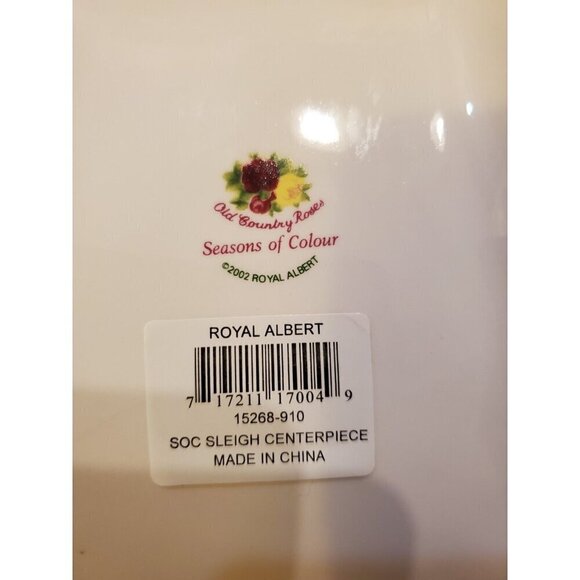 Old Country Roses
Seasons of Colour
©2002 ROYAL ALBERT
ROYAL ALBERT
7 17211 17004 9
15268-910
SOC SLEIGH CENTERPIECE
MADE IN CHINA